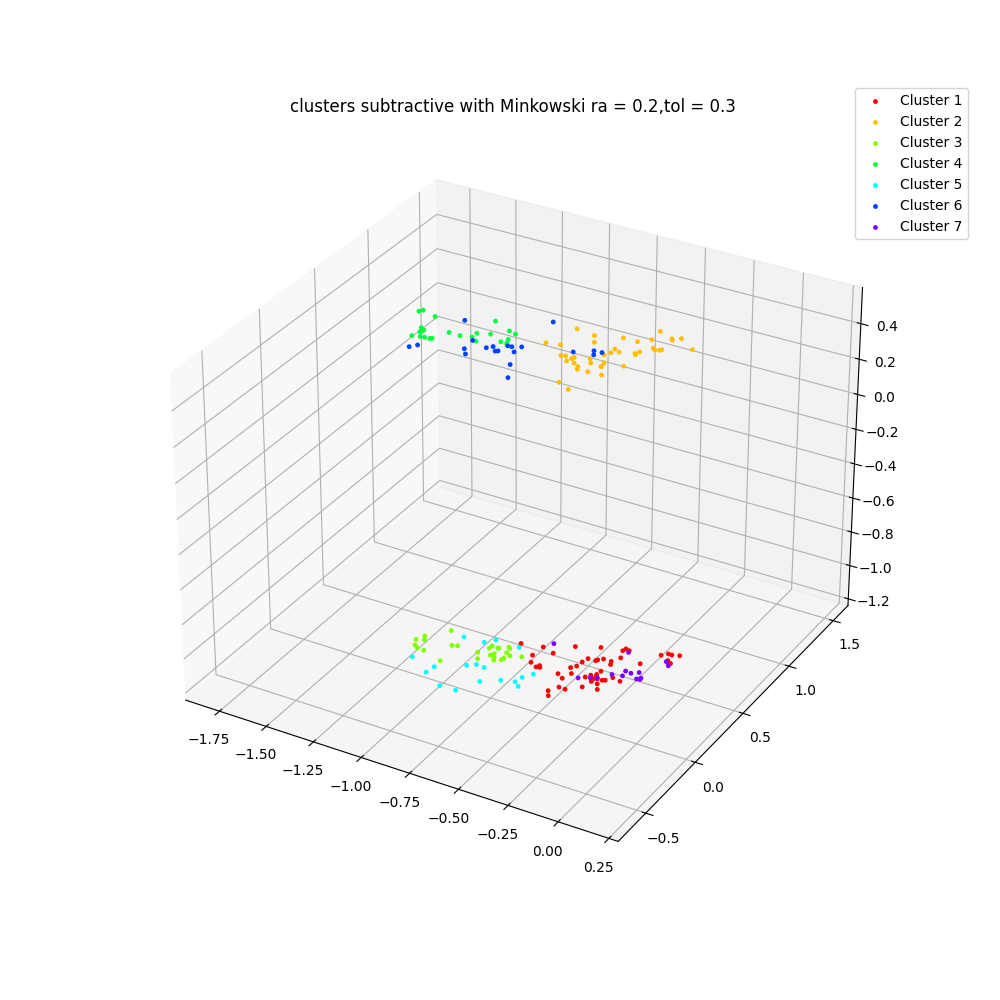 clusters subtractive with Minkowski ra = 0.2,tol = 0.3
Cluster 1
Cluster 2
Cluster 3
Cluster 4
Cluster 5
Cluster 6
Cluster 7
0.4
0.2
0.0
−0.2
−0.4
−0.6
−0.8
−1.0
−1.2
1.5
1.0
0.5
0.0
−0.5
−1.75
−1.50
−1.25
−1.00
−0.75
−0.50
−0.25
0.00
0.25